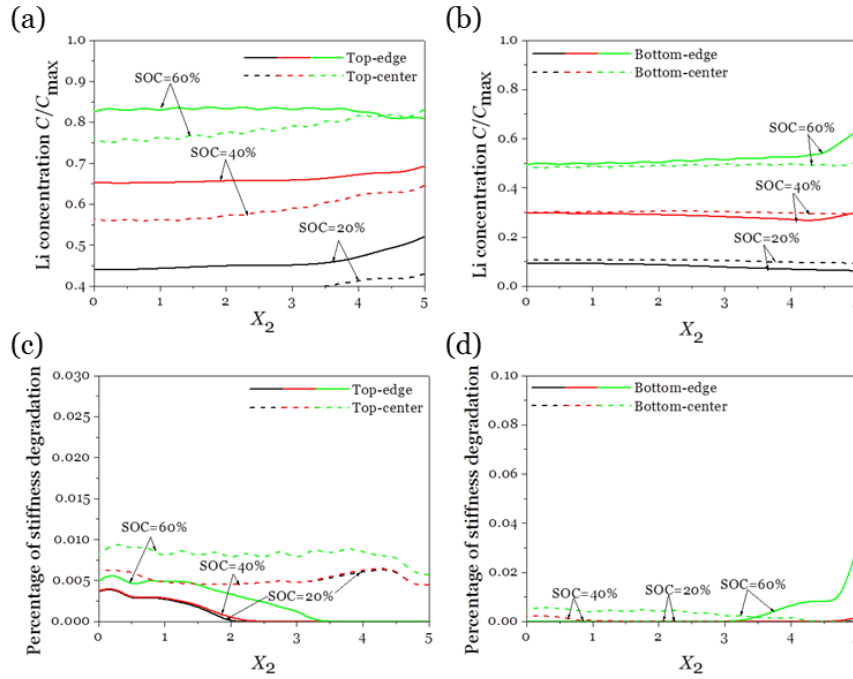 (a)
1.0
0.9
0.8
0.7
0.6
0.5
0.4
Li concentration C/Cmax
SOC=60%
SOC=40%
SOC=20%
Top-edge
Top-center
0 1 2 3 4 5
X2
(b)
1.0
0.8
0.6
0.4
0.2
0.0
Li concentration C/Cmax
Bottom-edge
Bottom-center
SOC=60%
SOC=40%
SOC=20%
0 1 2 3 4 5
X2
(c)
0.030
0.025
0.020
0.015
0.010
0.005
0.000
Percentage of stiffness degradation
Top-edge
Top-center
SOC=60%
SOC=40%
SOC=20%
0 1 2 3 4 5
X2
(d)
0.10
0.08
0.06
0.04
0.02
0.00
Percentage of stiffness degradation
Bottom-edge
Bottom-center
SOC=40%
SOC=20%
SOC=60%
0 1 2 3 4 5
X2